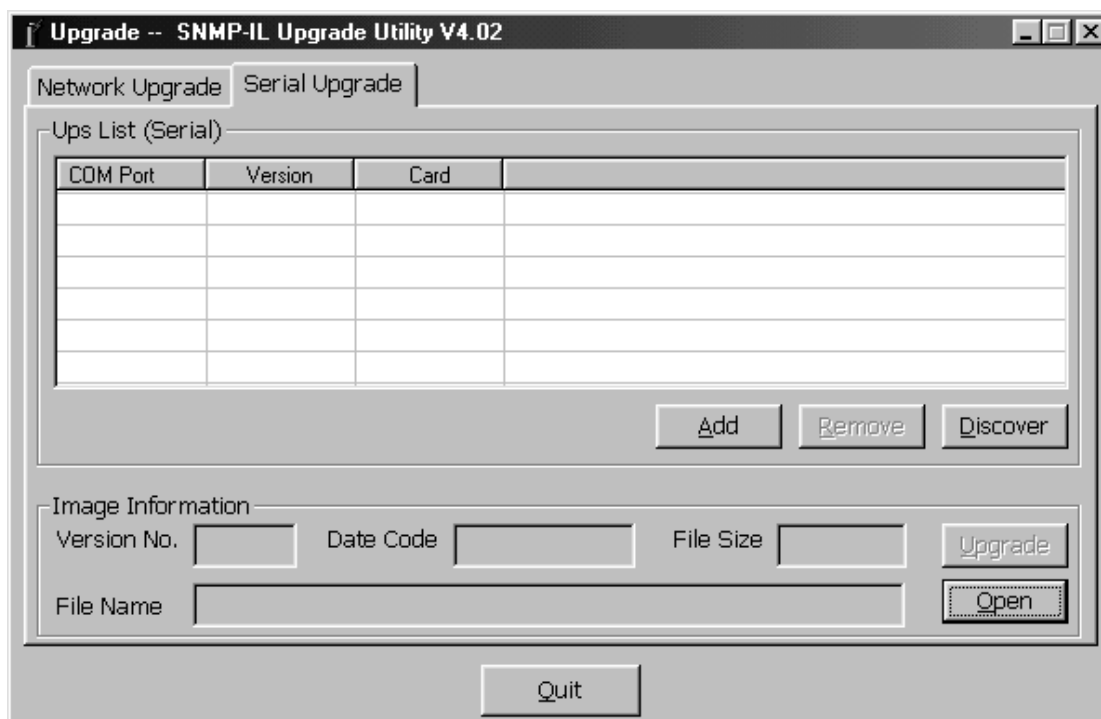 Upgrade -- SNMP-IL Upgrade Utility V4.02
Network Upgrade Serial Upgrade
Ups List (Serial)
COM Port Version Card
Add Remove Discover
Image Information
Version No. Date Code File Size Upgrade
File Name Open
Quit